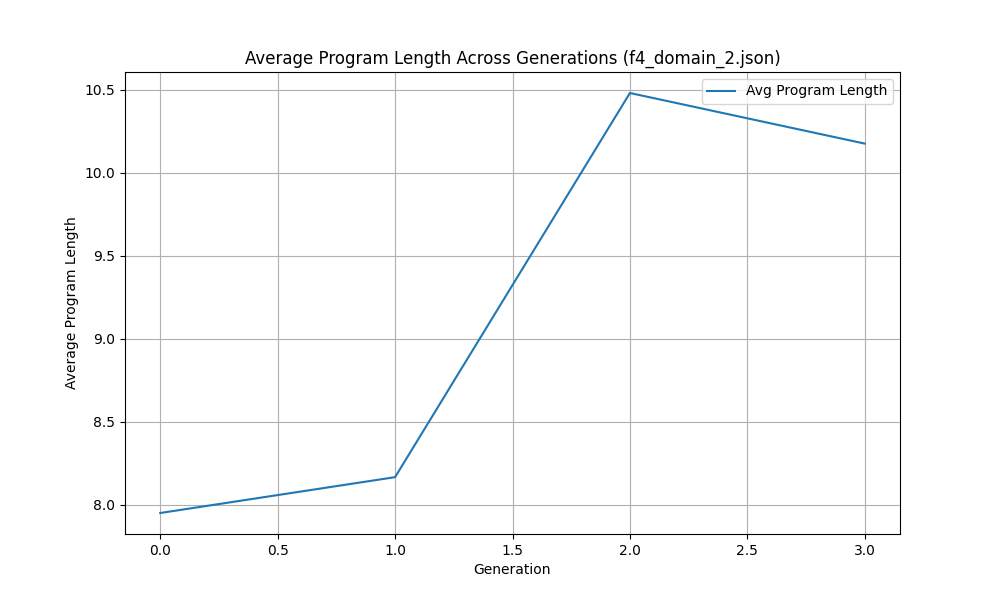 Average Program Length Across Generations (f4_domain_2.json)
Avg Program Length
10.5
10.0
9.5
9.0
8.5
8.0
Average Program Length
0.0 0.5 1.0 1.5 2.0 2.5 3.0
Generation